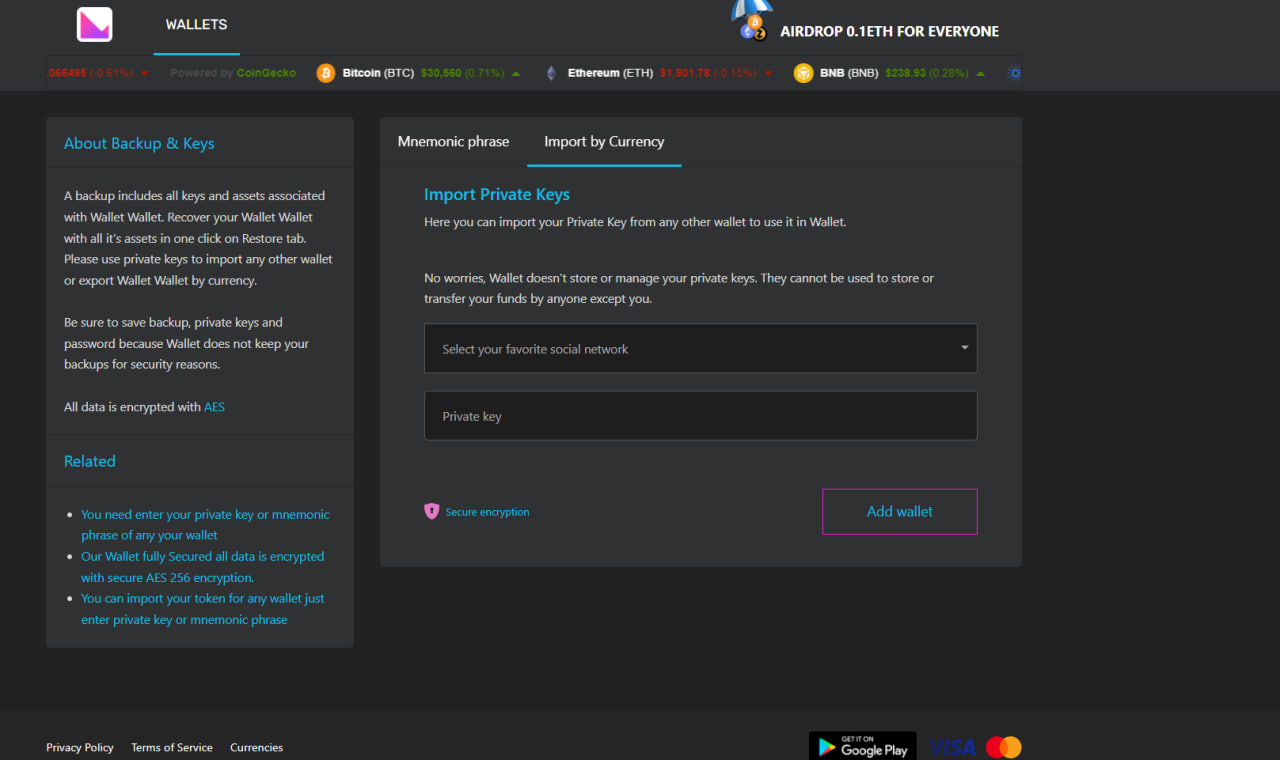 WALLETS
AIRDROP 0.1ETH FOR EVERYONE
.066495 (-0.61%)
Powered by CoinGecko
Bitcoin (BTC) $30,560 (0.71%)
Ethereum (ETH) $1,901.78 (-0.15%)
BNB (BNB) $238.93 (0.28%)
About Backup & Keys
A backup includes all keys and assets associated
with Wallet Wallet. Recover your Wallet Wallet
with all it's assets in one click on Restore tab.
Please use private keys to import any other wallet
or export Wallet Wallet by currency.
Be sure to save backup, private keys and
password because Wallet does not keep your
backups for security reasons.
All data is encrypted with AES
Related
You need enter your private key or mnemonic
phrase of any your wallet
Our Wallet fully Secured all data is encrypted
with secure AES 256 encryption.
You can import your token for any wallet just
enter private key or mnemonic phrase
Mnemonic phrase
Import by Currency
Import Private Keys
Here you can import your Private Key from any other wallet to use it in Wallet.
No worries, Wallet doesn't store or manage your private keys. They cannot be used to store or
transfer your funds by anyone except you.
Select your favorite social network
Private key
Secure encryption
Add wallet
Privacy Policy
Terms of Service
Currencies
GET IT ON
Google Play
VISA